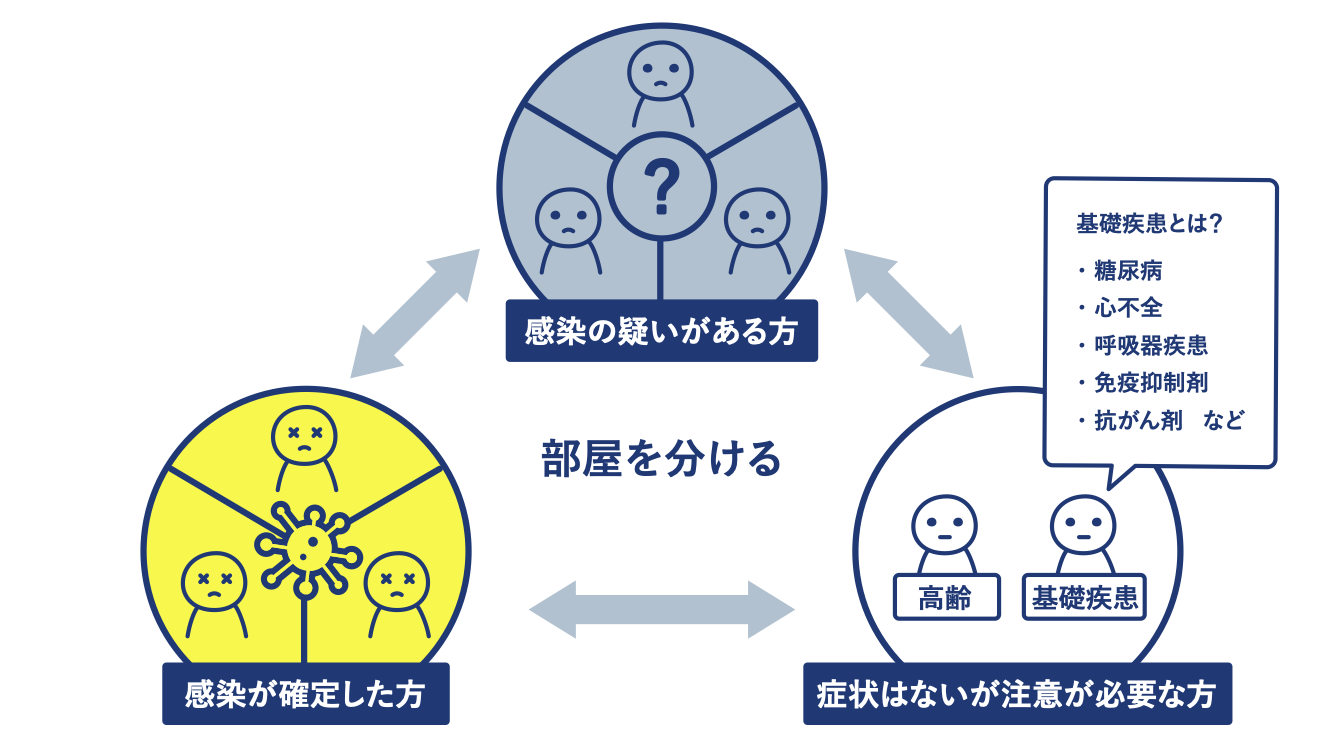 ?
感染の疑いがある方
基礎疾患とは?
・糖尿病
・心不全
・呼吸器疾患
・免疫抑制剤
・抗がん剤 など
部屋を分ける
高齢
基礎疾患
感染が確定した方
症状はないが注意が必要な方